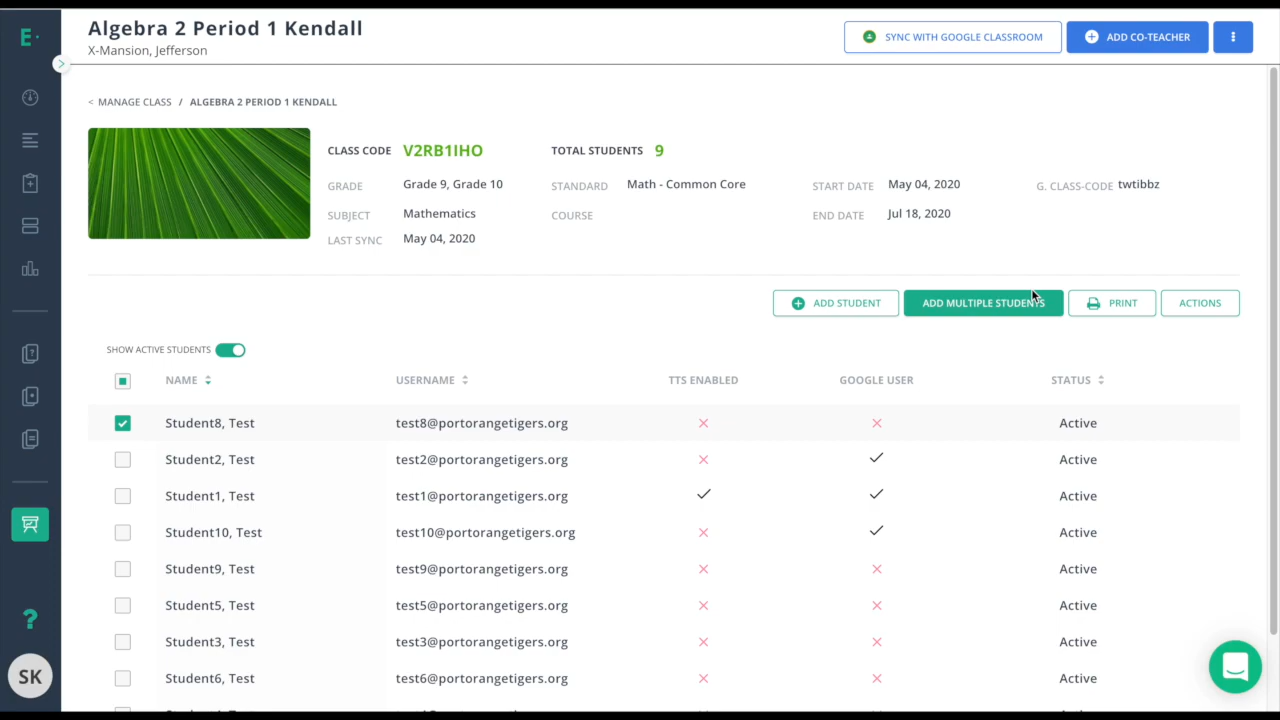 E
Algebra 2 Period 1 Kendall
X-Mansion, Jefferson
SYNC WITH GOOGLE CLASSROOM
ADD CO-TEACHER
< MANAGE CLASS / ALGEBRA 2 PERIOD 1 KENDALL
CLASS CODE V2RB1IHO TOTAL STUDENTS 9
GRADE Grade 9, Grade 10 STANDARD Math - Common Core START DATE May 04, 2020 G. CLASS-CODE twtibbz
SUBJECT Mathematics COURSE END DATE Jul 18, 2020
LAST SYNC May 04, 2020
ADD STUDENT ADD MULTIPLE STUDENTS PRINT ACTIONS
SHOW ACTIVE STUDENTS
NAME USERNAME TTS ENABLED GOOGLE USER STATUS
Student8, Test test8@portorangetigers.org Active
Student2, Test test2@portorangetigers.org Active
Student1, Test test1@portorangetigers.org Active
Student10, Test test10@portorangetigers.org Active
Student9, Test test9@portorangetigers.org Active
Student5, Test test5@portorangetigers.org Active
Student3, Test test3@portorangetigers.org Active
Student6, Test test6@portorangetigers.org Active
?
SK